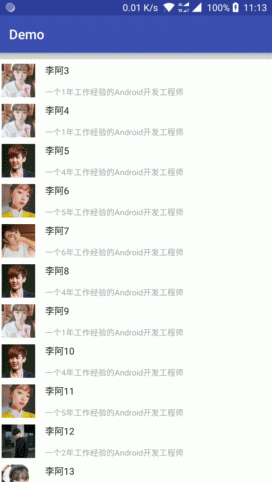 0.01 K/s 100% 11:13
Demo
李阿3
一个1年工作经验的Android开发工程师
李阿4
一个1年工作经验的Android开发工程师
李阿5
一个4年工作经验的Android开发工程师
李阿6
一个5年工作经验的Android开发工程师
李阿7
一个6年工作经验的Android开发工程师
李阿8
一个4年工作经验的Android开发工程师
李阿9
一个1年工作经验的Android开发工程师
李阿10
一个4年工作经验的Android开发工程师
李阿11
一个5年工作经验的Android开发工程师
李阿12
一个2年工作经验的Android开发工程师
李阿13